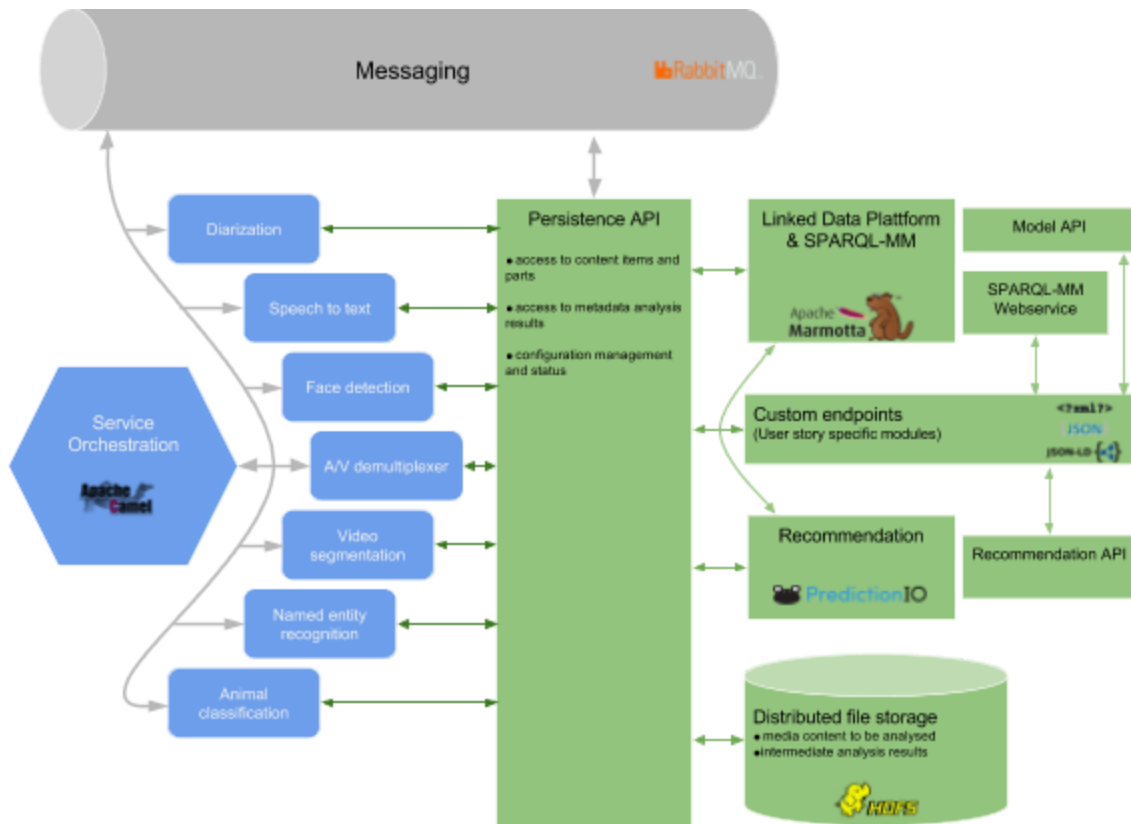 Messaging
RabbitMQ
Diarization
Speech to text
Face detection
Service
Orchestration
Apache
Camel
A/V demultiplexer
Video
segmentation
Named entity
recognition
Animal
classification
Persistence API
●access to content items and
parts
●access to metadata analysis
results
●configuration management
and status
Linked Data Plattform
& SPARQL-MM
Apache
Marmotta
Model API
SPARQL-MM
Webservice
Custom endpoints
(User story specific modules)
<?xml?>
JSON
JSON-LD
Recommendation
PredictionIO
Recommendation API
Distributed file storage
●media content to be analysed
●intermediate analysis results
HDFS